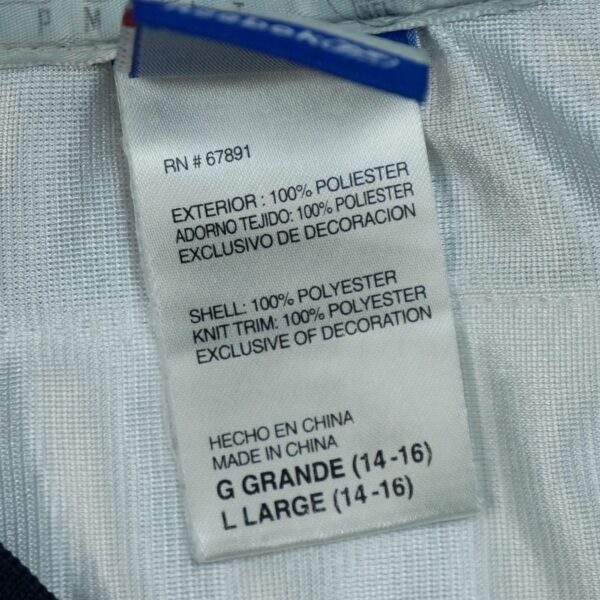 P M
Reebok
RN # 67891
EXTERIOR : 100% POLIESTER
ADORNO TEJIDO: 100% POLIESTER
EXCLUSIVO DE DECORACION
SHELL: 100% POLYESTER
KNIT TRIM: 100% POLYESTER
EXCLUSIVE OF DECORATION
HECHO EN CHINA
MADE IN CHINA
G GRANDE (14-16)
L LARGE (14-16)